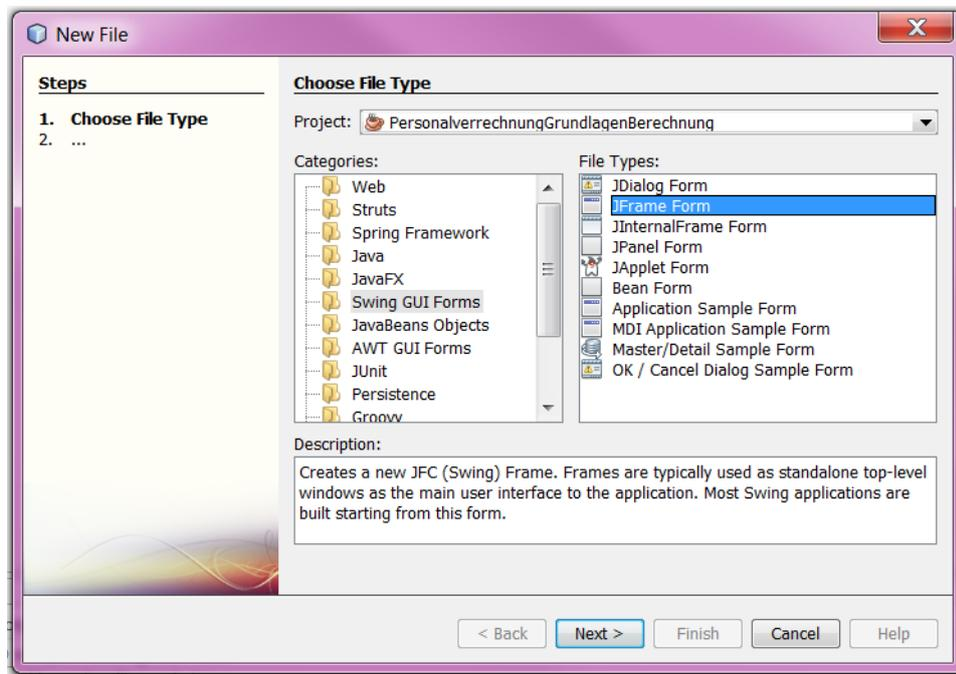 New File
X
Steps
1. Choose File Type
2. ...
Choose File Type
Project: PersonalverrechnungGrundlagenBerechnung
Categories:
Web
Struts
Spring Framework
Java
JavaFX
Swing GUI Forms
JavaBeans Objects
AWT GUI Forms
JUnit
Persistence
Groovy
File Types:
JDialog Form
JFrame Form
JInternalFrame Form
JPanel Form
JApplet Form
Bean Form
Application Sample Form
MDI Application Sample Form
Master/Detail Sample Form
OK / Cancel Dialog Sample Form
Description:
Creates a new JFC (Swing) Frame. Frames are typically used as standalone top-level
windows as the main user interface to the application. Most Swing applications are
built starting from this form.
< Back
Next >
Finish
Cancel
Help